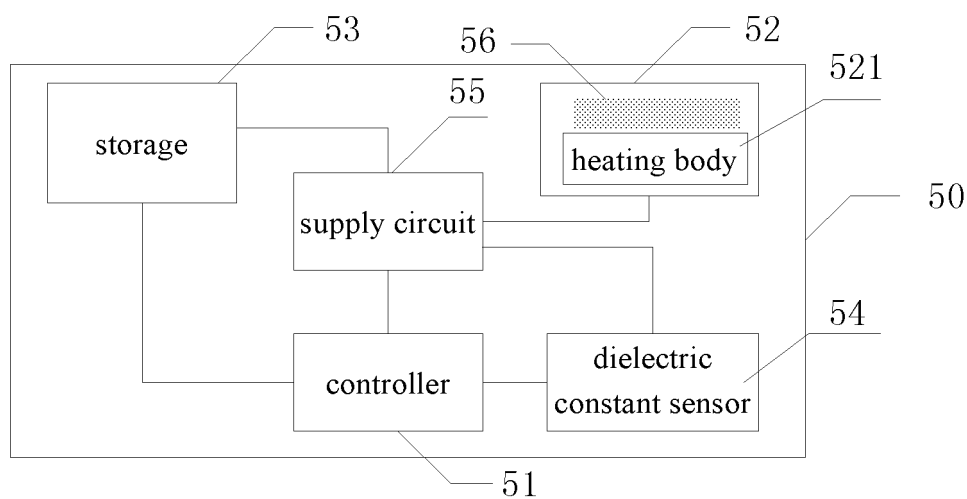 53
56
52
521
55
storage
heating body
50
supply circuit
54
controller
dielectric
constant sensor
51